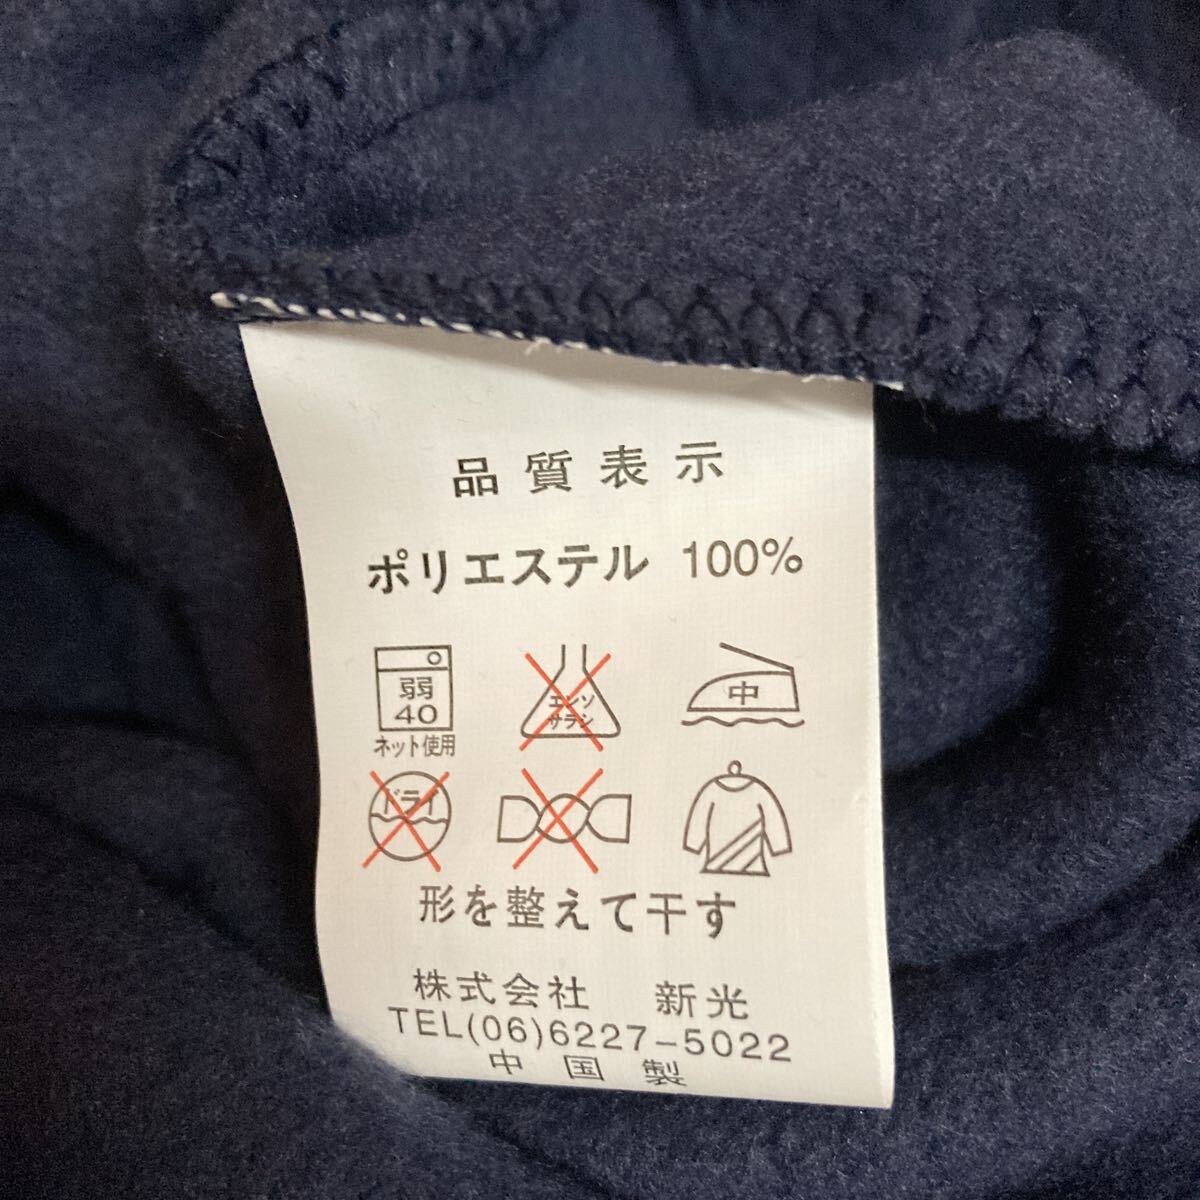 品質表示
ポリエステル 100%
弱
40
ネット使用
エンソ
サラシ
中
ドライ
形を整えて干す
株式会社 新光
TEL(06)6227-5022
中国製